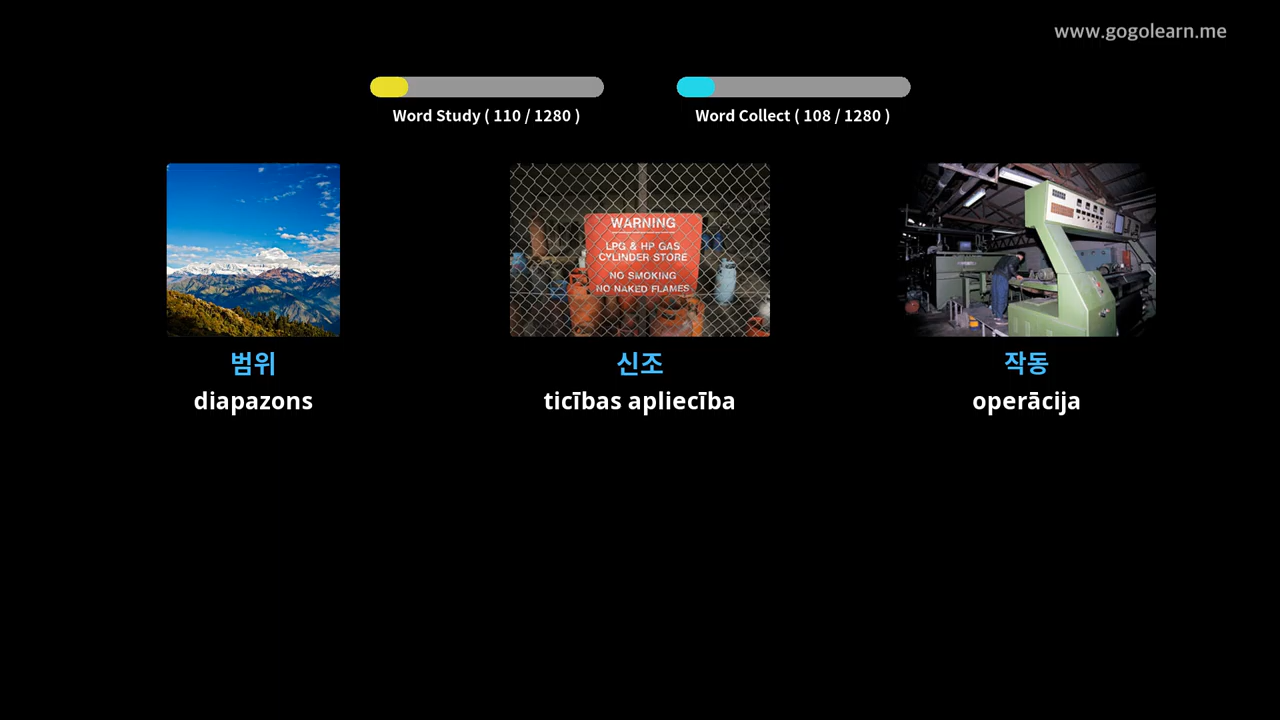 www.gogolearn.me
Word Study ( 110 / 1280 )
Word Collect ( 108 / 1280 )
WARNING
LPG & HP GAS
CYLINDER STORE
NO SMOKING
NO NAKED FLAMES
범위
신조
작동
diapazons
ticības apliecība
operācija